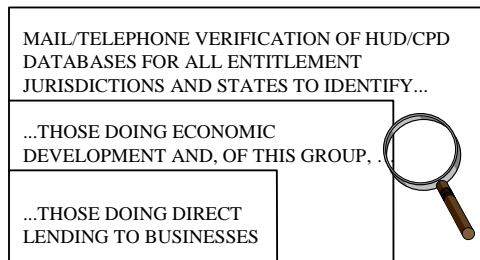 MAIL/TELEPHONE VERIFICATION OF HUD/CPD
DATABASES FOR ALL ENTITLEMENT
JURISDICTIONS AND STATES TO IDENTIFY...
...THOSE DOING ECONOMIC
DEVELOPMENT AND, OF THIS GROUP, ...
...THOSE DOING DIRECT
LENDING TO BUSINESSES